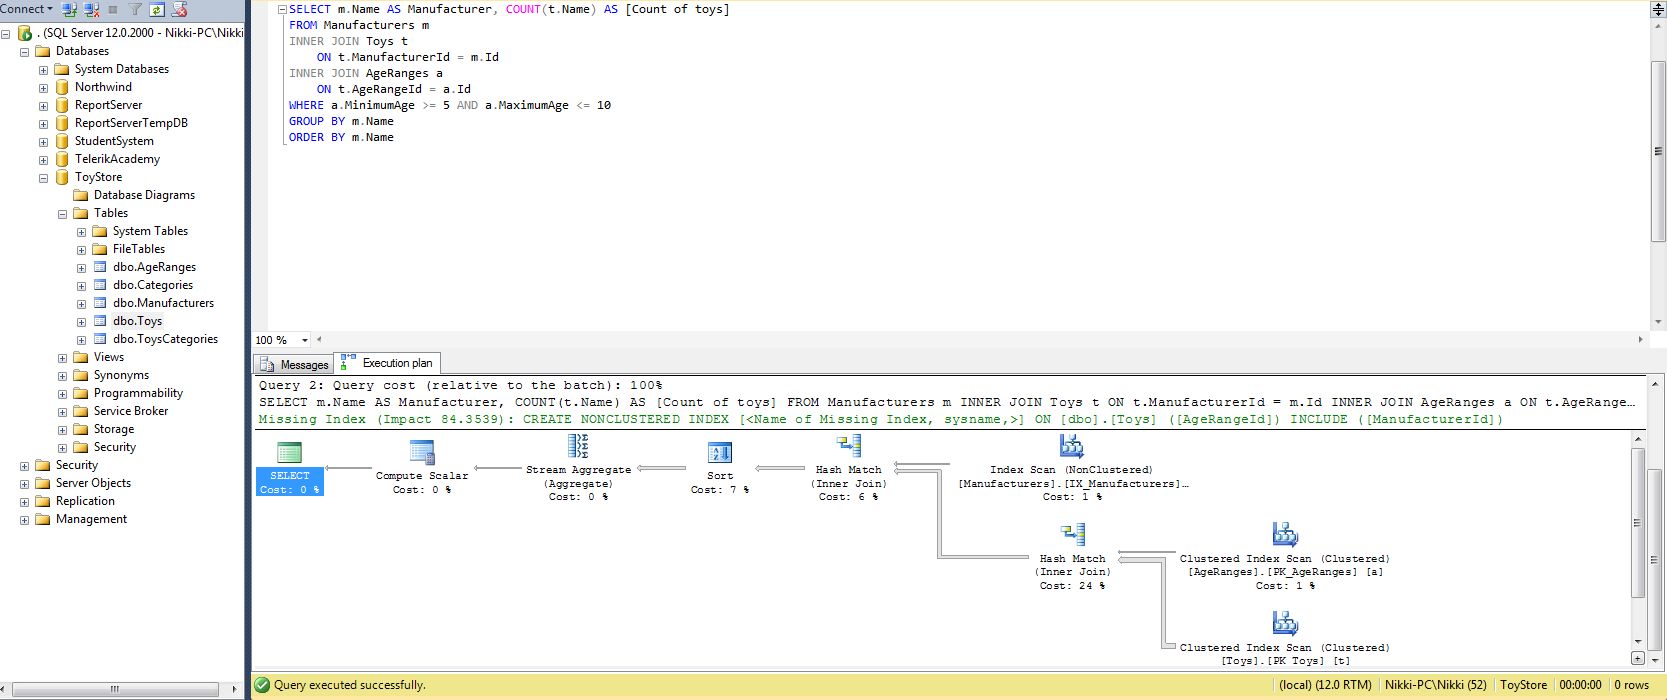 Connect
. (SQL Server 12.0.2000 - Nikki-PC\Nikki
Databases
System Databases
Northwind
ReportServer
ReportServerTempDB
StudentSystem
TelerikAcademy
ToyStore
Database Diagrams
Tables
System Tables
FileTables
dbo.AgeRanges
dbo.Categories
dbo.Manufacturers
dbo.Toys
dbo.ToysCategories
Views
Synonyms
Programmability
Service Broker
Storage
Security
Security
Server Objects
Replication
Management
SELECT m.Name AS Manufacturer, COUNT(t.Name) AS [Count of toys]
FROM Manufacturers m
INNER JOIN Toys t
ON t.ManufacturerId = m.Id
INNER JOIN AgeRanges a
ON t.AgeRangeId = a.Id
WHERE a.MinimumAge >= 5 AND a.MaximumAge <= 10
GROUP BY m.Name
ORDER BY m.Name
100 %
Messages
Execution plan
Query 2: Query cost (relative to the batch): 100%
SELECT m.Name AS Manufacturer, COUNT(t.Name) AS [Count of toys] FROM Manufacturers m INNER JOIN Toys t ON t.ManufacturerId = m.Id INNER JOIN AgeRanges a ON t.AgeRange…
Missing Index (Impact 84.3539): CREATE NONCLUSTERED INDEX [<Name of Missing Index, sysname,>] ON [dbo].[Toys] ([AgeRangeId]) INCLUDE ([ManufacturerId])
SELECT
Cost: 0 %
Compute Scalar
Cost: 0 %
Stream Aggregate
(Aggregate)
Cost: 0 %
Sort
Cost: 7 %
Hash Match
(Inner Join)
Cost: 6 %
Index Scan (NonClustered)
[Manufacturers].[IX_Manufacturers]…
Cost: 1 %
Hash Match
(Inner Join)
Cost: 24 %
Clustered Index Scan (Clustered)
[AgeRanges].[PK_AgeRanges] [a]
Cost: 1 %
Clustered Index Scan (Clustered)
[Toys].[PK_Toys] [t]
Query executed successfully.
(local) (12.0 RTM)
Nikki-PC\Nikki (52)
ToyStore
00:00:00
0 rows